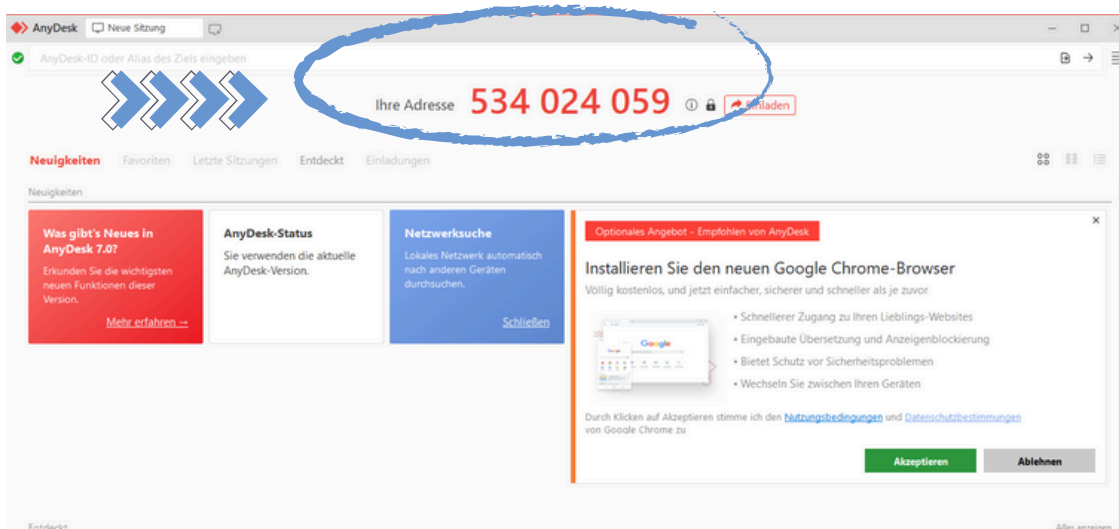 AnyDesk Neue Sitzung
AnyDesk-ID oder Alias des Ziels eingeben
Ihre Adresse 534 024 059 Einladen
Neuigkeiten Favoriten Letzte Sitzungen Entdeckt Einladungen
Neuigkeiten
Was gibt's Neues in
AnyDesk 7.0?
Erkunden Sie die wichtigsten
neuen Funktionen dieser
Version.
Mehr erfahren →
AnyDesk-Status
Sie verwenden die aktuelle
AnyDesk-Version.
Netzwerksuche
Lokales Netzwerk automatisch
nach anderen Geräten
durchsuchen.
Schließen
Optionales Angebot - Empfohlen von AnyDesk
Installieren Sie den neuen Google Chrome-Browser
Völlig kostenlos, und jetzt einfacher, sicherer und schneller als je zuvor
Google
• Schnellerer Zugang zu Ihren Lieblings-Websites
• Eingebaute Übersetzung und Anzeigenblockierung
• Bietet Schutz vor Sicherheitsproblemen
• Wechseln Sie zwischen Ihren Geräten
Durch Klicken auf Akzeptieren stimme ich den Nutzungsbedingungen und Datenschutzbestimmungen
von Google Chrome zu
Akzeptieren Ablehnen
Entdeckt Alles anzeigen